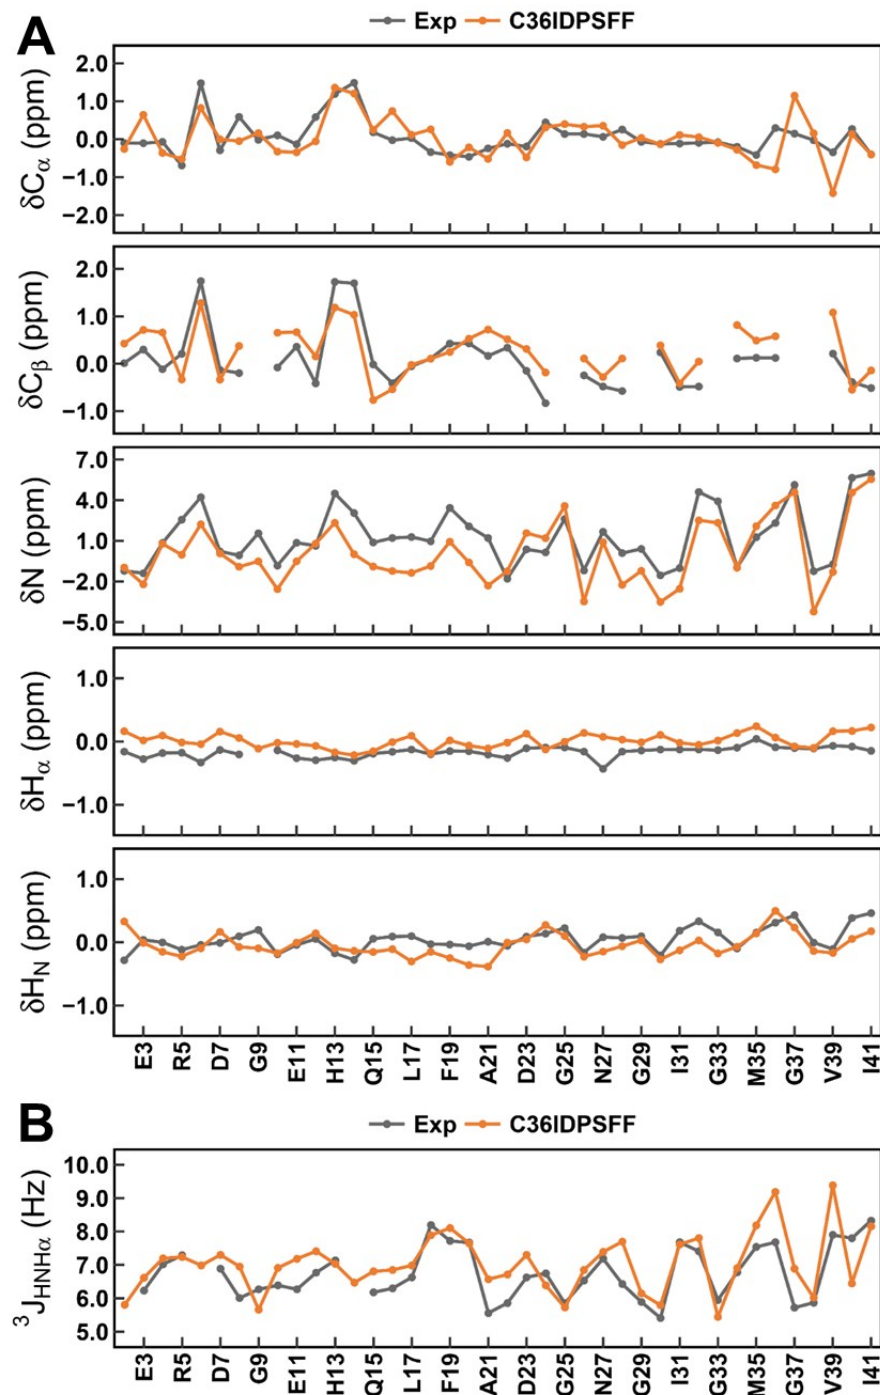 A
Exp C36IDPSFF
δCα (ppm)
2.0
1.0
0.0
−1.0
−2.0
δCβ (ppm)
2.0
1.0
0.0
−1.0
δN (ppm)
7.0
4.0
1.0
−2.0
−5.0
δHα (ppm)
1.0
0.0
−1.0
δHN (ppm)
1.0
0.0
−1.0
E3 R5 D7 G9 E11 H13 Q15 L17 F19 A21 D23 G25 N27 G29 I31 G33 M35 G37 V39 I41
B
Exp C36IDPSFF
3JHNHα (Hz)
10.0
9.0
8.0
7.0
6.0
5.0
E3 R5 D7 G9 E11 H13 Q15 L17 F19 A21 D23 G25 N27 G29 I31 G33 M35 G37 V39 I41